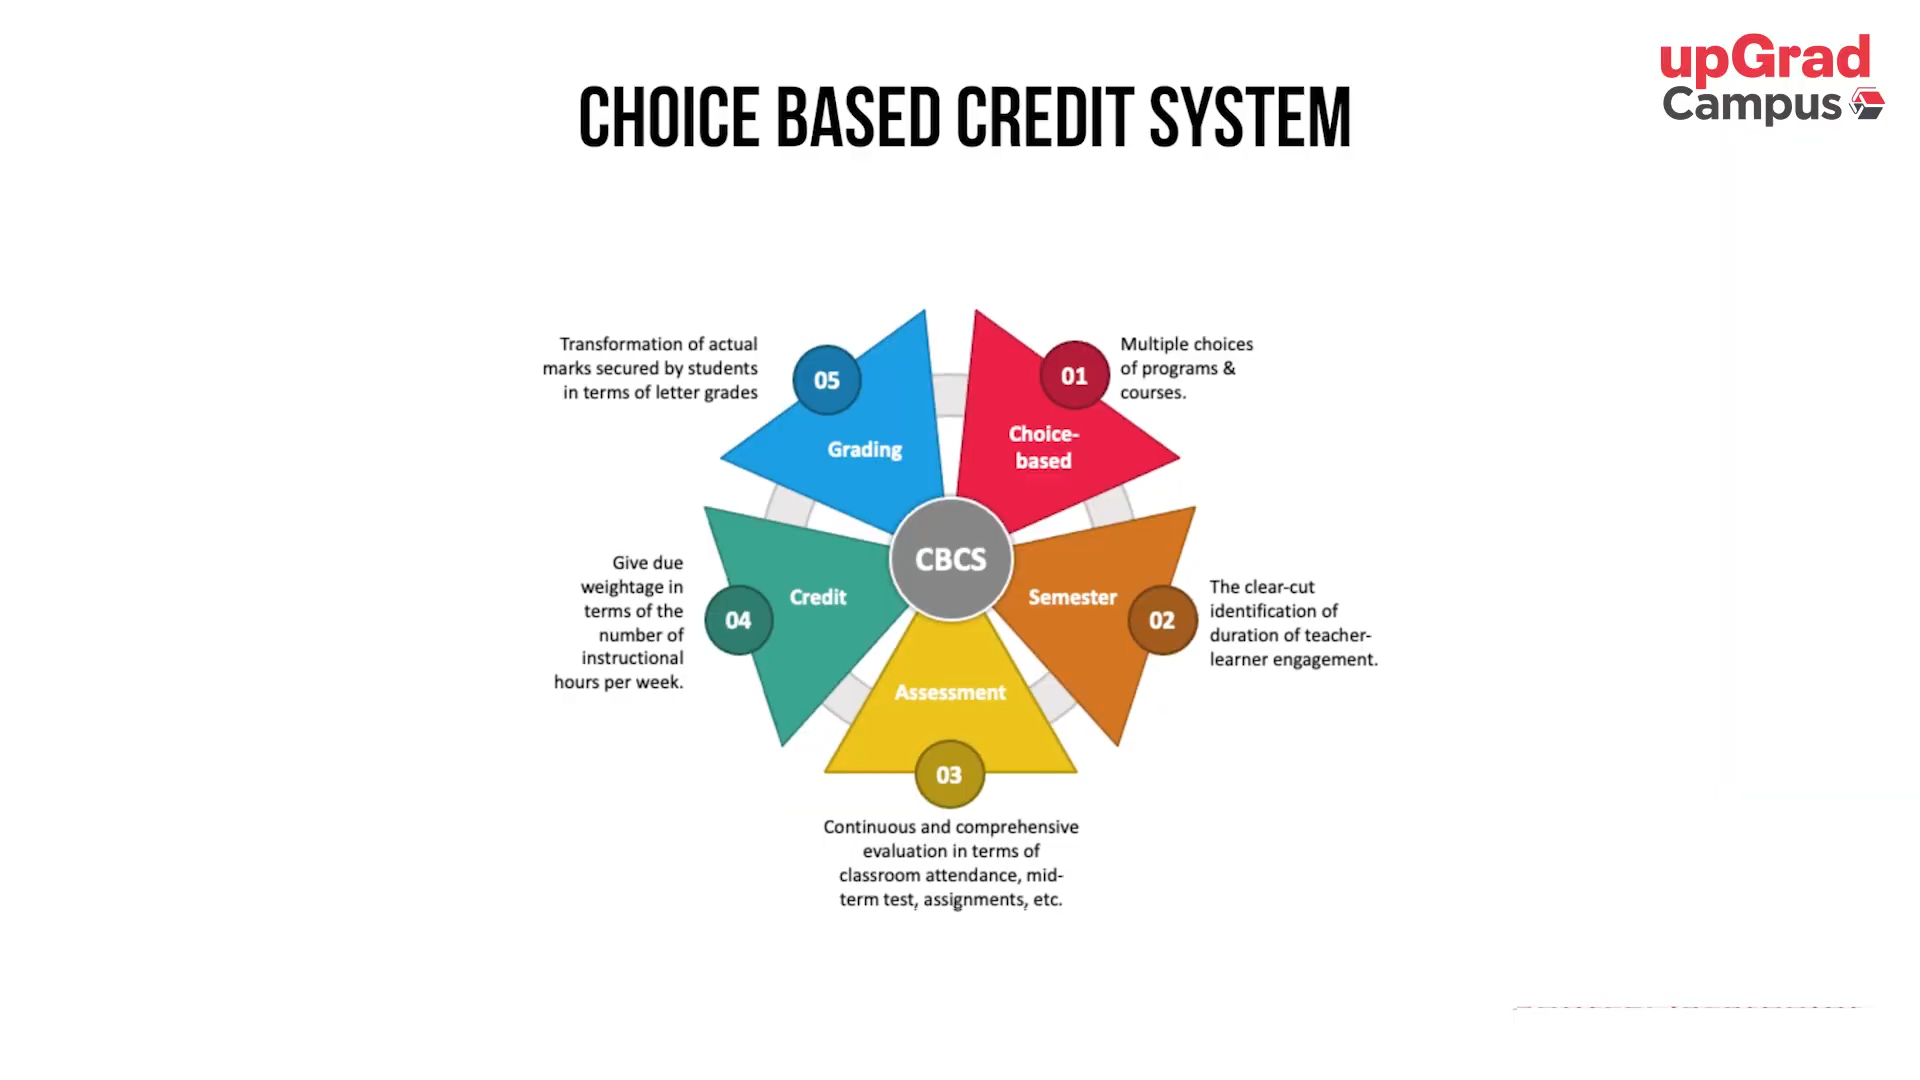 upGrad
Campus
CHOICE BASED CREDIT SYSTEM
01
Choice-
based
Multiple choices
of programs &
courses.
02
Semester
The clear-cut
identification of
duration of teacher-
learner engagement.
03
Assessment
Continuous and comprehensive
evaluation in terms of
classroom attendance, mid-
term test, assignments, etc.
04
Credit
Give due
weightage in
terms of the
number of
instructional
hours per week.
05
Grading
Transformation of actual
marks secured by students
in terms of letter grades
CBCS